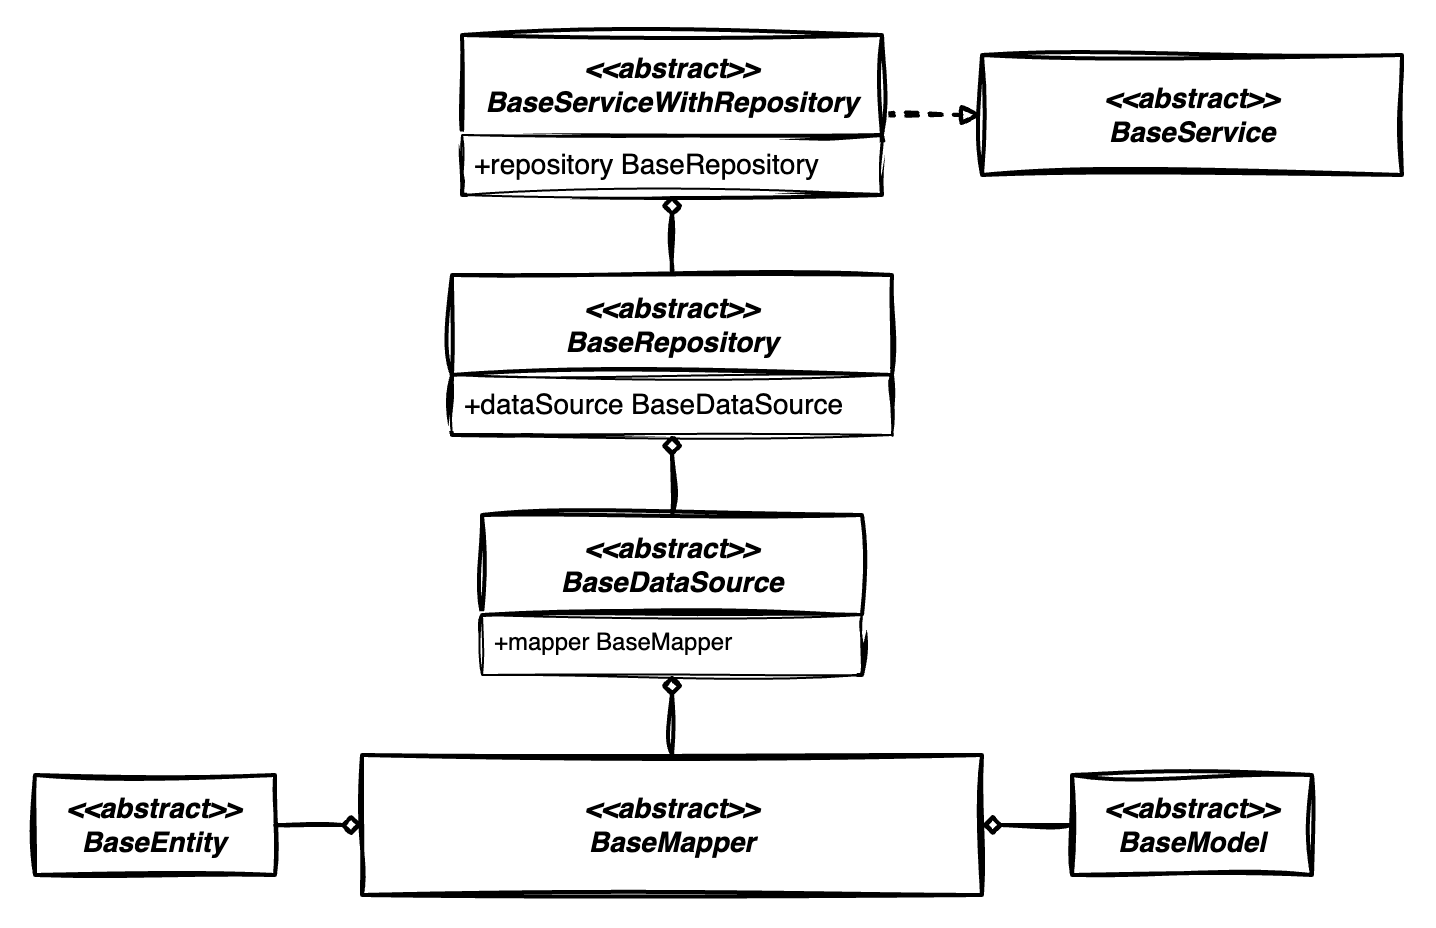 <<abstract>>
BaseServiceWithRepository
+repository BaseRepository
<<abstract>>
BaseService
<<abstract>>
BaseRepository
+dataSource BaseDataSource
<<abstract>>
BaseDataSource
+mapper BaseMapper
<<abstract>>
BaseEntity
<<abstract>>
BaseMapper
<<abstract>>
BaseModel